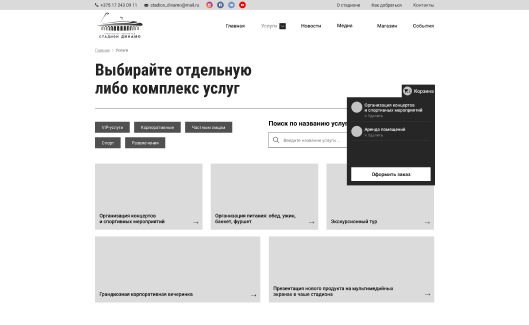 +375 17 243 09 11
stadion_dinamo@mail.ru
О стадионе
Как добраться
Контакты
СТАДИОН ДИНАМО
Главная
Услуги
Новости
Медиа
Магазин
События
Главная / Услуги
Выбирайте отдельную
либо комплекс услуг
Корзина
Организация концертов
и спортивных мероприятий
× Удалить
Аренда помещений
× Удалить
Оформить заказ
VIP-услуги
Корпоративные
Частным лицам
Спорт
Развлечения
Поиск по названию услуг
Введите название услуги...
Организация концертов
и спортивных мероприятий
→
Организация питания: обед, ужин,
банкет, фуршет
→
Экскурсионный тур
→
Грандиозная корпоративная вечеринка
→
Презентация нового продукта на мультимедийных
экранах в чаше стадиона
→